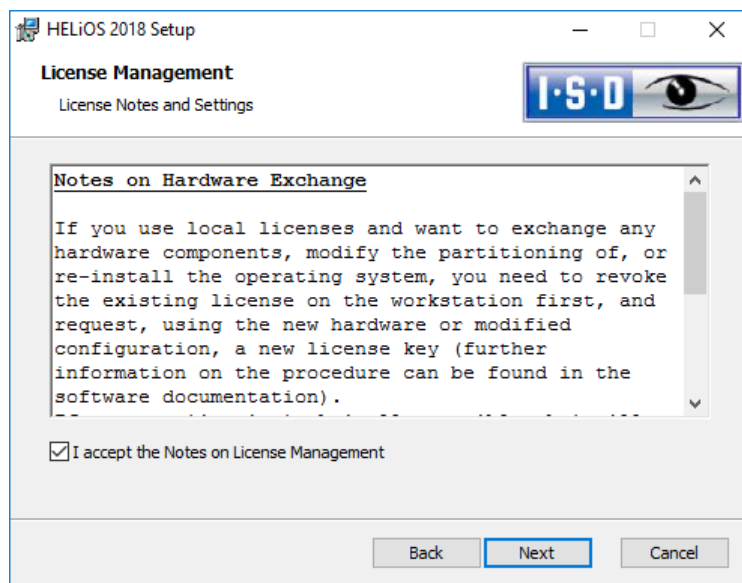 HELiOS 2018 Setup
License Management
License Notes and Settings
I·S·D
Notes on Hardware Exchange
If you use local licenses and want to exchange any
hardware components, modify the partitioning of, or
re-install the operating system, you need to revoke
the existing license on the workstation first, and
request, using the new hardware or modified
configuration, a new license key (further
information on the procedure can be found in the
software documentation).
I accept the Notes on License Management
Back Next Cancel